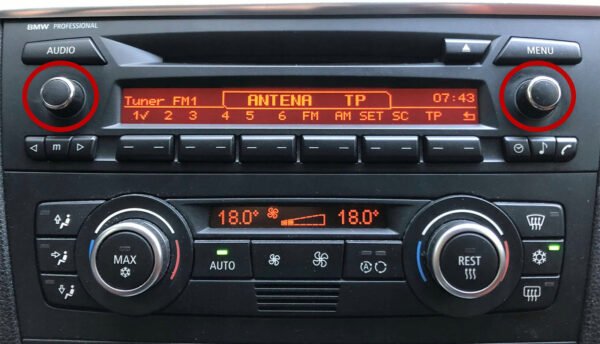 BMW PROFESSIONAL
AUDIO
MENU
Tuner FM1 ANTENA TP 07:43
1✓ 2 3 4 5 6 FM AM SET SC TP
m
18.0° 18.0°
MAX
AUTO
A
REST